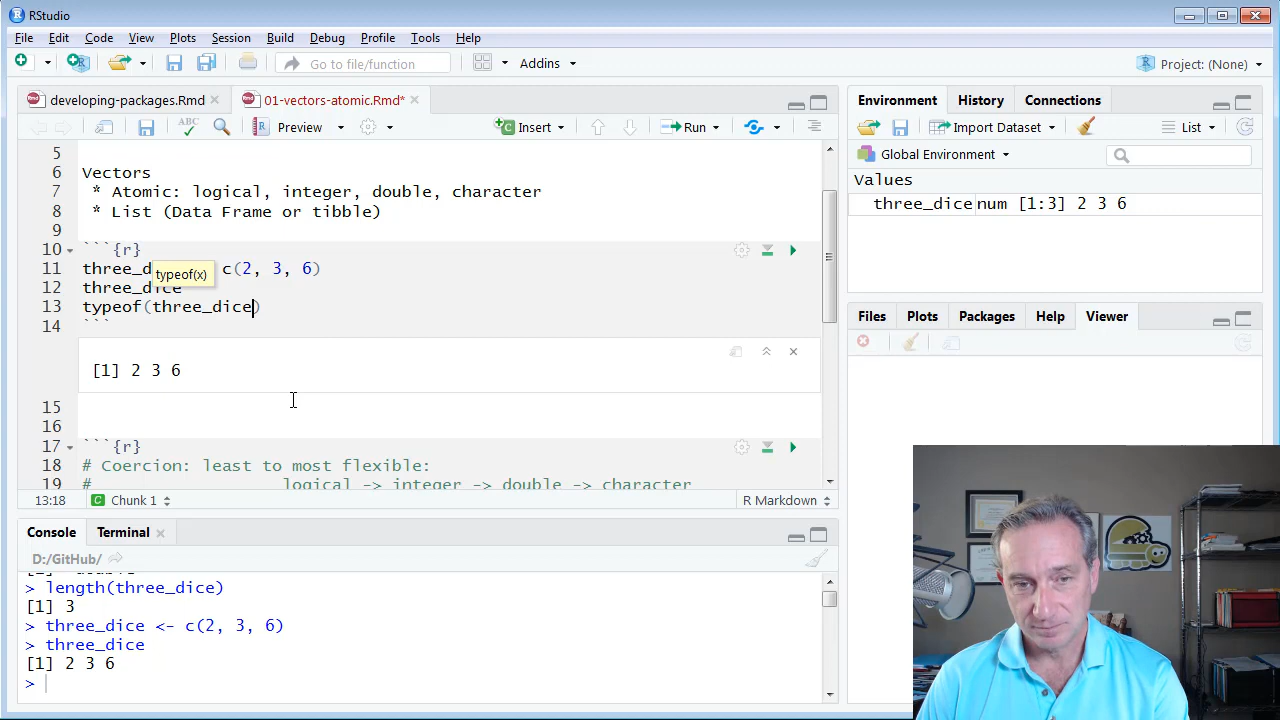 RStudio
File Edit Code View Plots Session Build Debug Profile Tools Help
Go to file/function Addins Project: (None)
developing-packages.Rmd 01-vectors-atomic.Rmd*
ABC Preview Insert Run
5
6 Vectors
7 * Atomic: logical, integer, double, character
8 * List (Data Frame or tibble)
9
10 ```{r}
11 three_d c(2, 3, 6)
typeof(x)
12 three_dice
13 typeof(three_dice)
14 ```
[1] 2 3 6
15
16
17 ```{r}
18 # Coercion: least to most flexible:
19 # logical -> integer -> double -> character
13:18 Chunk 1 R Markdown
Console Terminal
D:/GitHub/
> length(three_dice)
[1] 3
> three_dice <- c(2, 3, 6)
> three_dice
[1] 2 3 6
>
Environment History Connections
Import Dataset List
Global Environment
Values
three_dice num [1:3] 2 3 6
Files Plots Packages Help Viewer